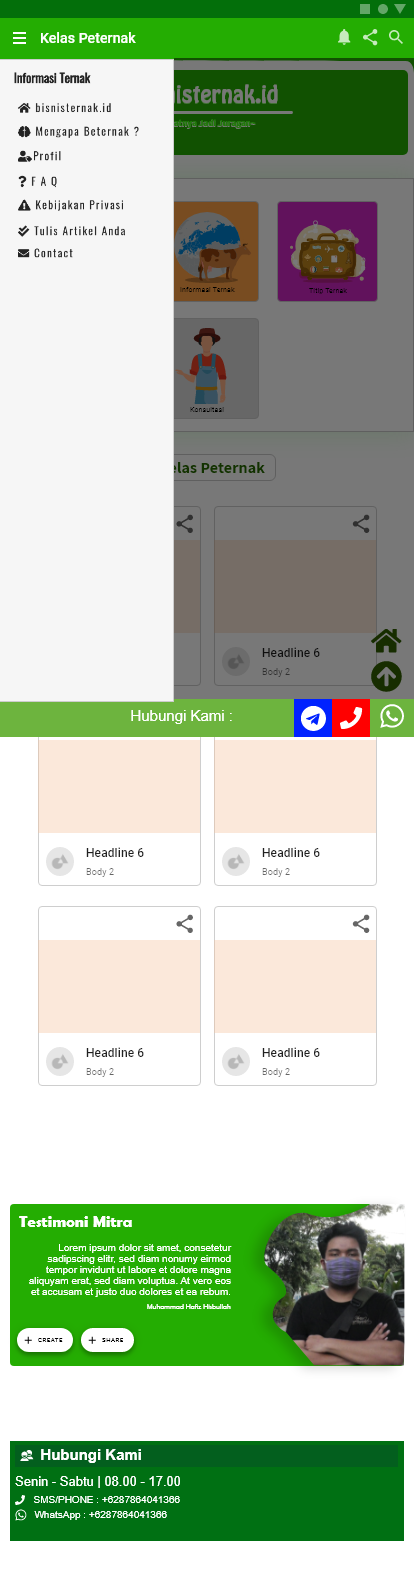 Kelas Peternak
Informasi Ternak
bisnisternak.id
Mengapa Beternak ?
Profil
F A Q
Kebijakan Privasi
Tulis Artikel Anda
Contact
isternak.id
atnya Jadi Juragan~
Informasi Ternak
Titip Ternak
Konsultasi
elas Peternak
Headline 6
Body 2
Hubungi Kami :
Headline 6
Body 2
Headline 6
Body 2
Headline 6
Body 2
Headline 6
Body 2
Testimoni Mitra
Lorem ipsum dolor sit amet, consetetur
sadipscing elitr, sed diam nonumy eirmod
tempor invidunt ut labore et dolore magna
aliquyam erat, sed diam voluptua. At vero eos
et accusam et justo duo dolores et ea rebum.
Muhammad Hafiz Hisbullah
CREATE
SHARE
Hubungi Kami
Senin - Sabtu | 08.00 - 17.00
SMS/PHONE : +6287864041366
WhatsApp : +6287864041366